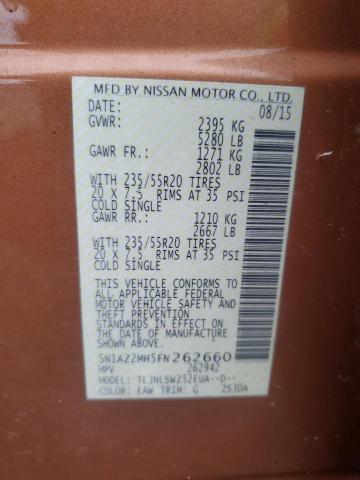 MFD BY NISSAN MOTOR CO., LTD.
DATE: 08/15
GVWR: 2395 KG
5280 LB
GAWR FR.: 1271 KG
2802 LB
WITH 235/55R20 TIRES
20 X 7.5 RIMS AT 35 PSI
COLD SINGLE
GAWR RR.: 1210 KG
2667 LB
WITH 235/55R20 TIRES
20 X 7.5 RIMS AT 35 PSI
COLD SINGLE
THIS VEHICLE CONFORMS TO
ALL APPLICABLE FEDERAL
MOTOR VEHICLE SAFETY AND
THEFT PREVENTION
STANDARDS IN EFFECT ON
THE DATE OF MANUFACTURE
SHOWN ABOVE.
5N1AZ2MH5FN262660
MPV 262942
TLJNLSWZ52EUA--D--
COLOR: EAW TRIM: G 2S30A